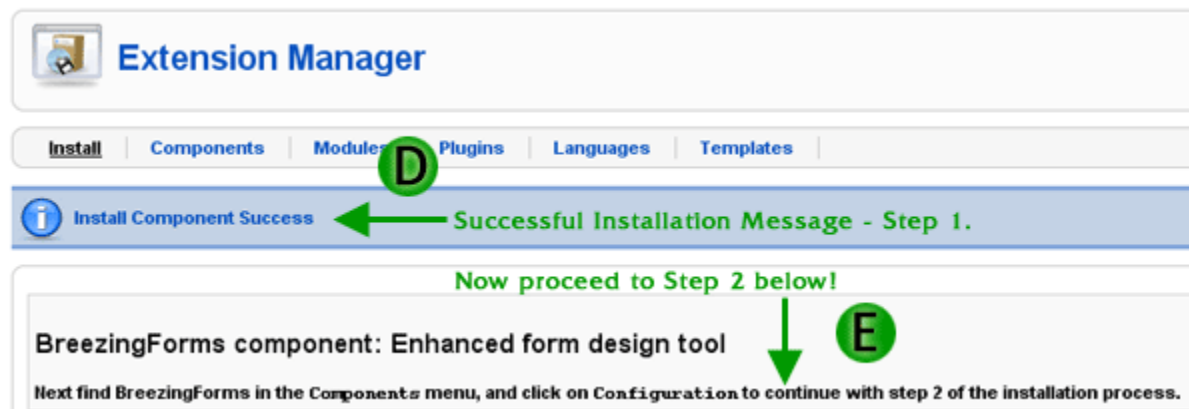 Extension Manager
Install Components Modules Plugins Languages Templates
D
Install Component Success Successful Installation Message - Step 1.
Now proceed to Step 2 below!
E
BreezingForms component: Enhanced form design tool
Next find BreezingForms in the Components menu, and click on Configuration to continue with step 2 of the installation process.